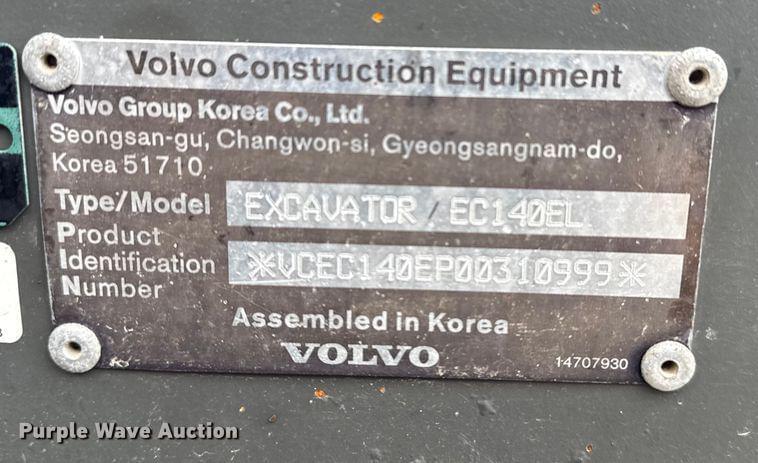 Volvo Construction Equipment
Volvo Group Korea Co., Ltd.
Seongsan-gu, Changwon-si, Gyeongsangnam-do,
Korea 51710
Type/Model EXCAVATOR / EC140EL
Product
Identification *VCEC140EP00310999*
Number
Assembled in Korea
VOLVO
14707930
3
Purple Wave Auction